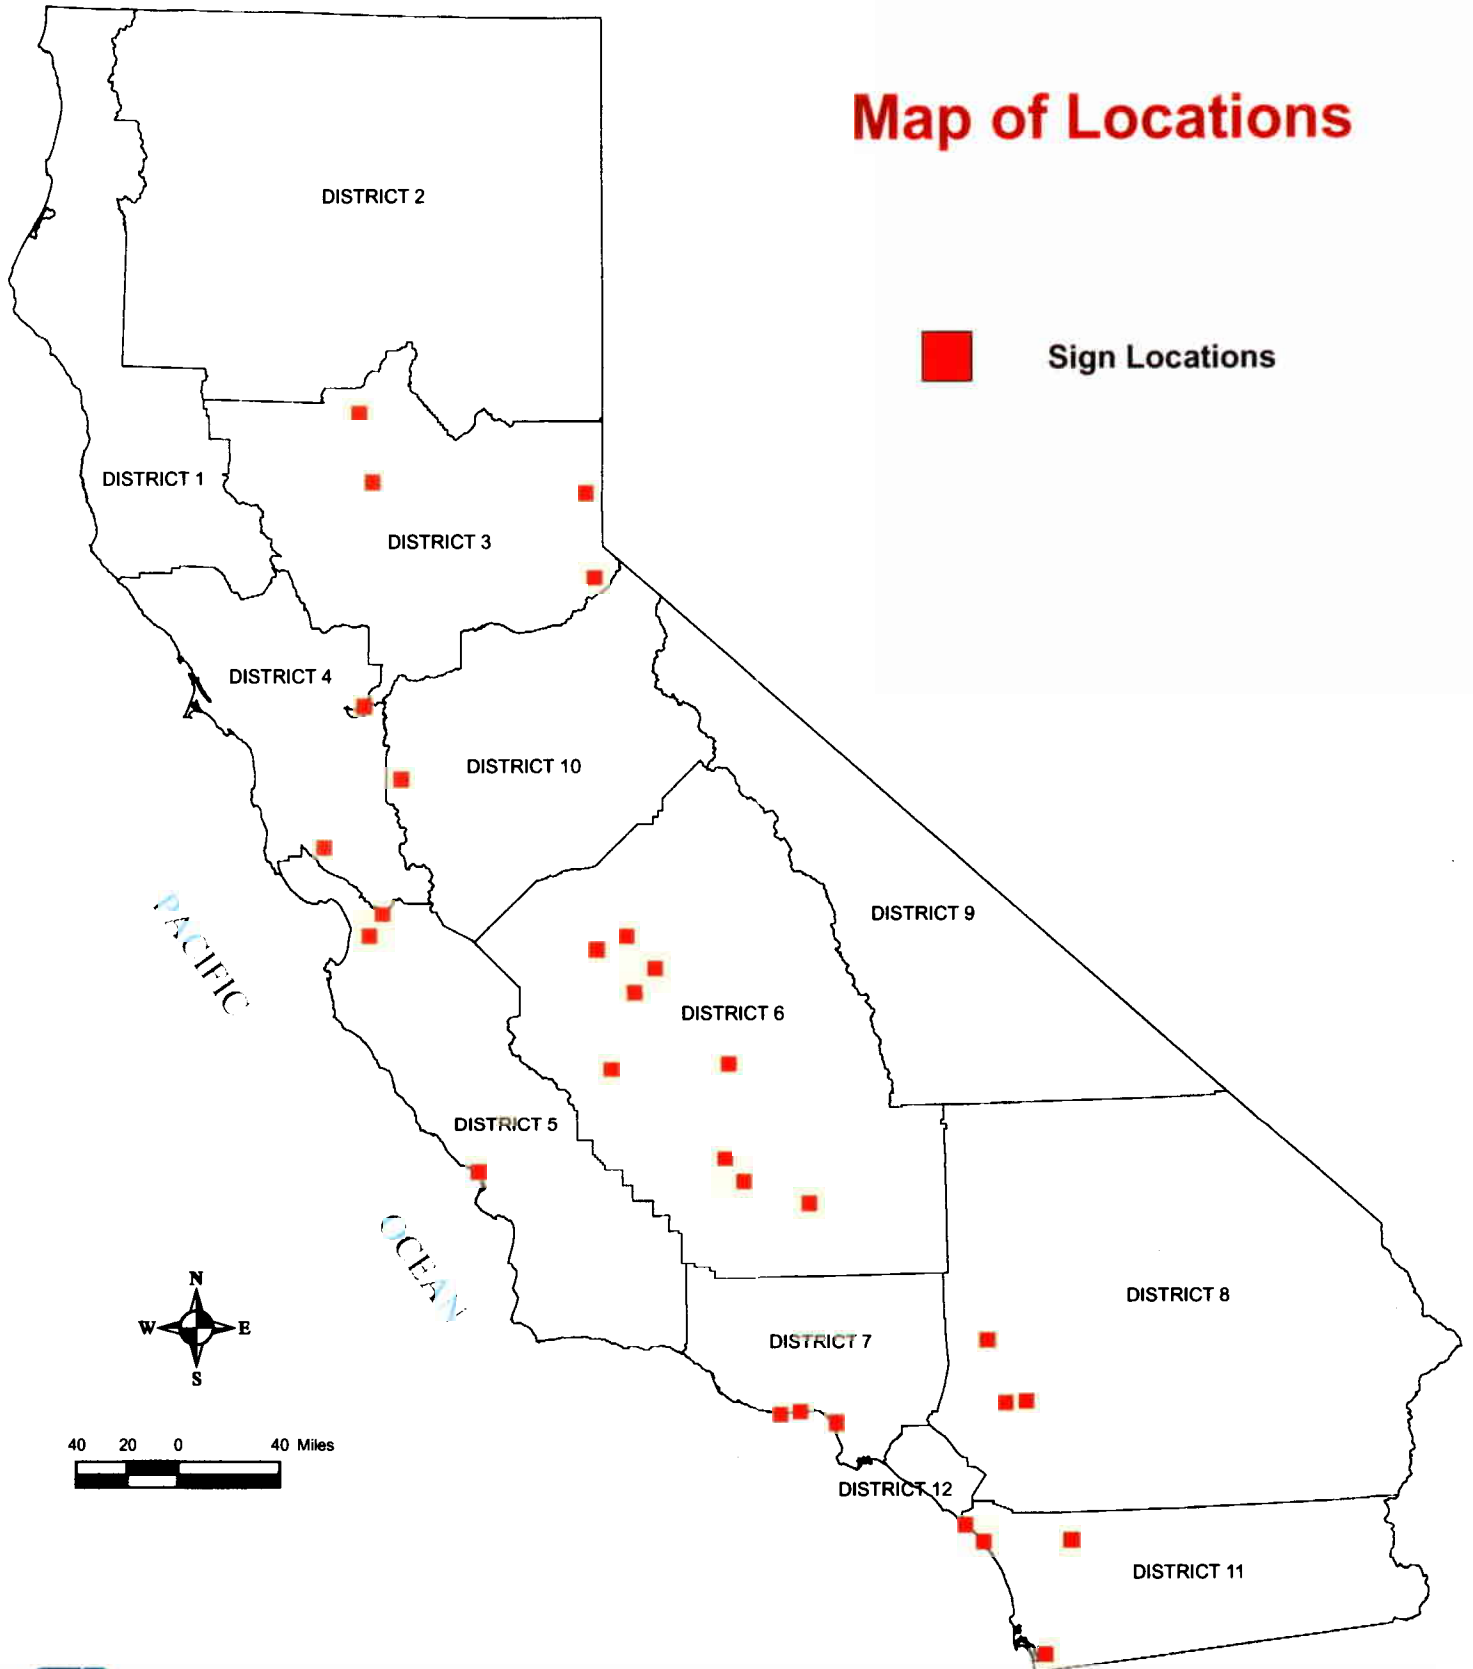 Map of Locations
DISTRICT 2
Sign Locations
DISTRICT 1
DISTRICT 3
DISTRICT 4
DISTRICT 10
DISTRICT 9
PACIFIC
DISTRICT 6
DISTRICT 5
OCEAN
N
W E
S
DISTRICT 8
DISTRICT 7
40 20 0 40 Miles
DISTRICT 12
DISTRICT 11